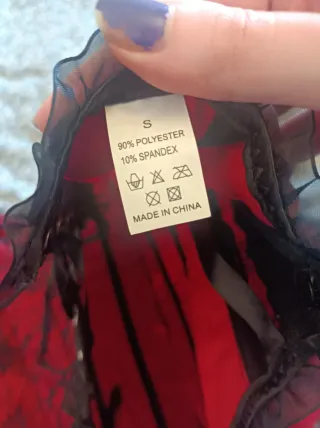 S
90% POLYESTER
10% SPANDEX
MADE IN CHINA